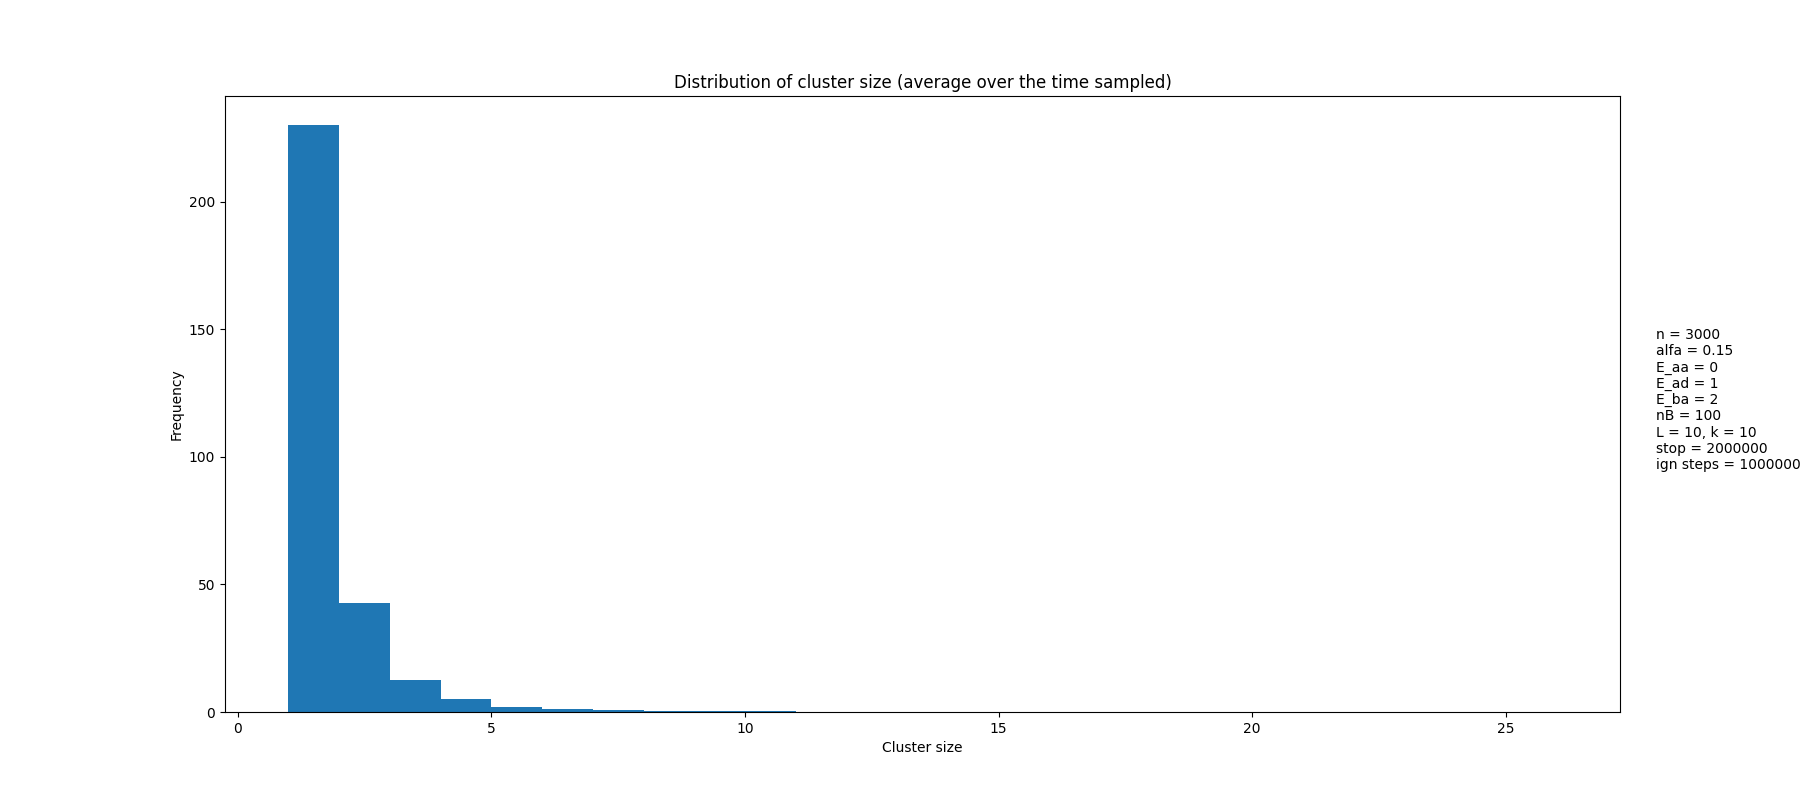 Distribution of cluster size (average over the time sampled)
Frequency
200
150
100
50
0
0 5 10 15 20 25
Cluster size
n = 3000
alfa = 0.15
E_aa = 0
E_ad = 1
E_ba = 2
nB = 100
L = 10, k = 10
stop = 2000000
ign steps = 1000000